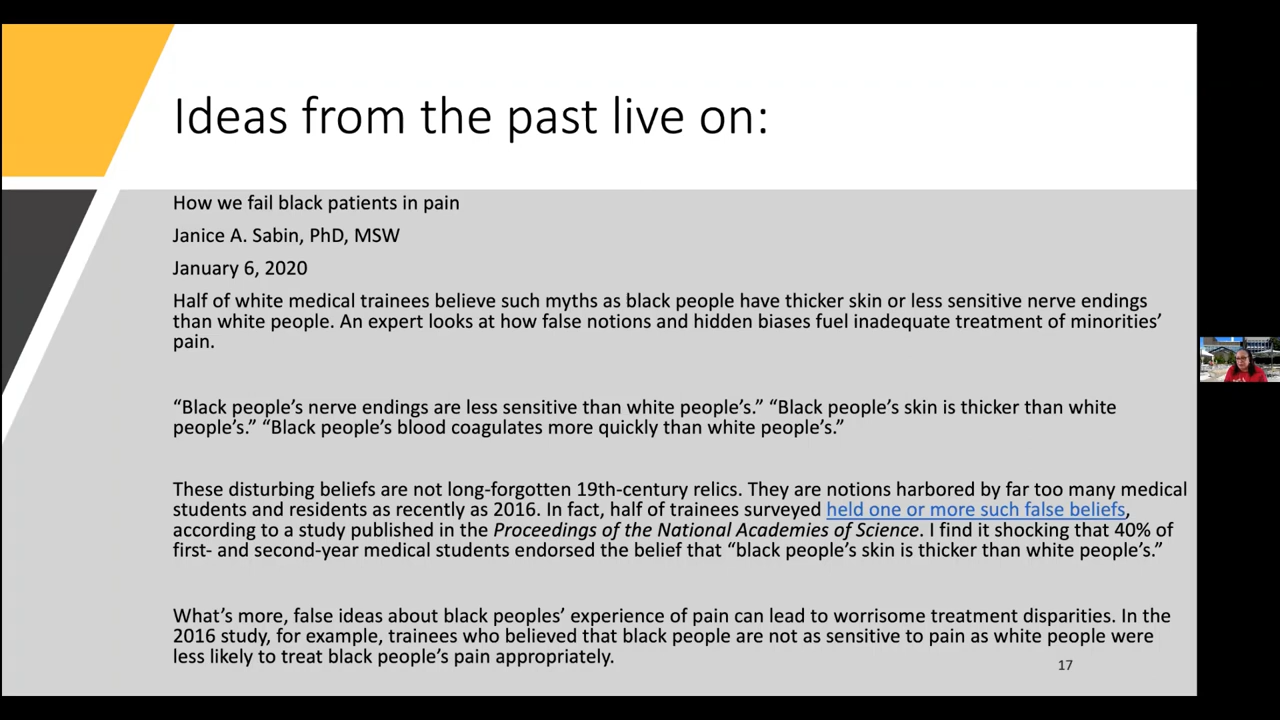 Ideas from the past live on:
How we fail black patients in pain
Janice A. Sabin, PhD, MSW
January 6, 2020
Half of white medical trainees believe such myths as black people have thicker skin or less sensitive nerve endings
than white people. An expert looks at how false notions and hidden biases fuel inadequate treatment of minorities’
pain.
“Black people’s nerve endings are less sensitive than white people’s.” “Black people’s skin is thicker than white
people’s.” “Black people’s blood coagulates more quickly than white people’s.”
These disturbing beliefs are not long-forgotten 19th-century relics. They are notions harbored by far too many medical
students and residents as recently as 2016. In fact, half of trainees surveyed held one or more such false beliefs,
according to a study published in the Proceedings of the National Academies of Science. I find it shocking that 40% of
first- and second-year medical students endorsed the belief that “black people’s skin is thicker than white people’s.”
What’s more, false ideas about black peoples’ experience of pain can lead to worrisome treatment disparities. In the
2016 study, for example, trainees who believed that black people are not as sensitive to pain as white people were
less likely to treat black people’s pain appropriately.
17